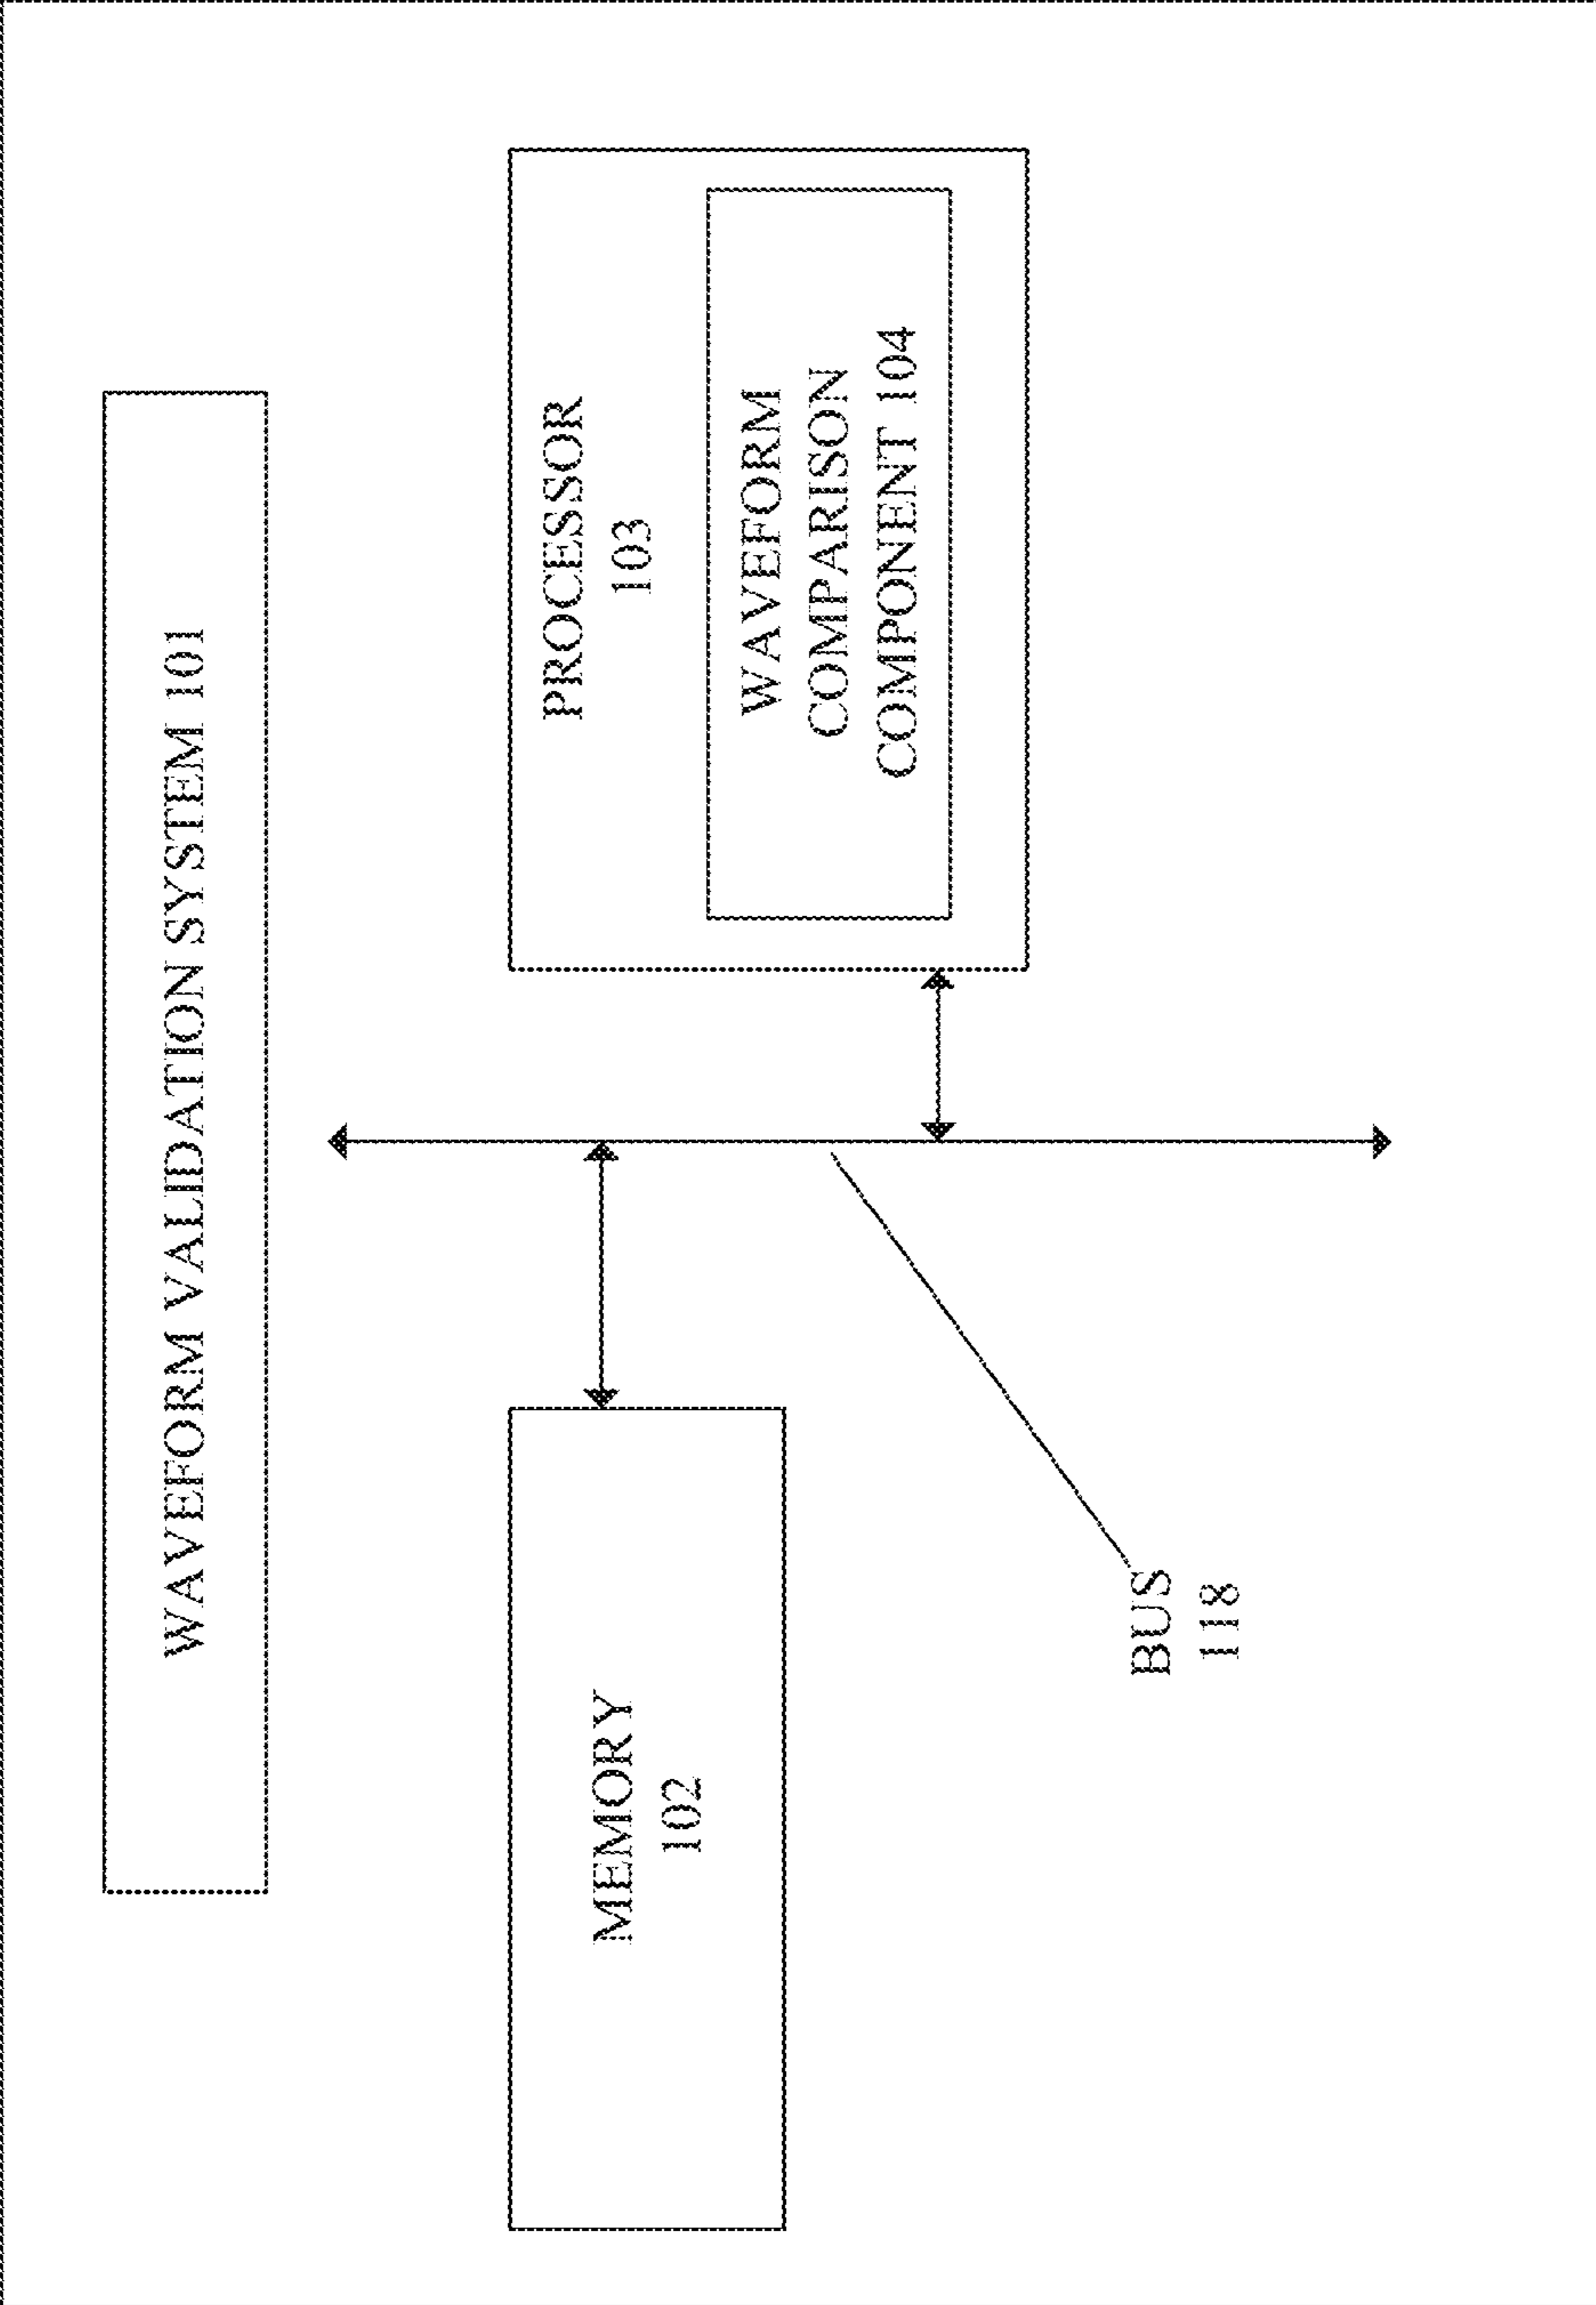 WAVEFORM VALIDATION SYSTEM 101
MEMORY
102
PROCESSOR
103
WAVEFORM
COMPARISON
COMPONENT 104
BUS
118